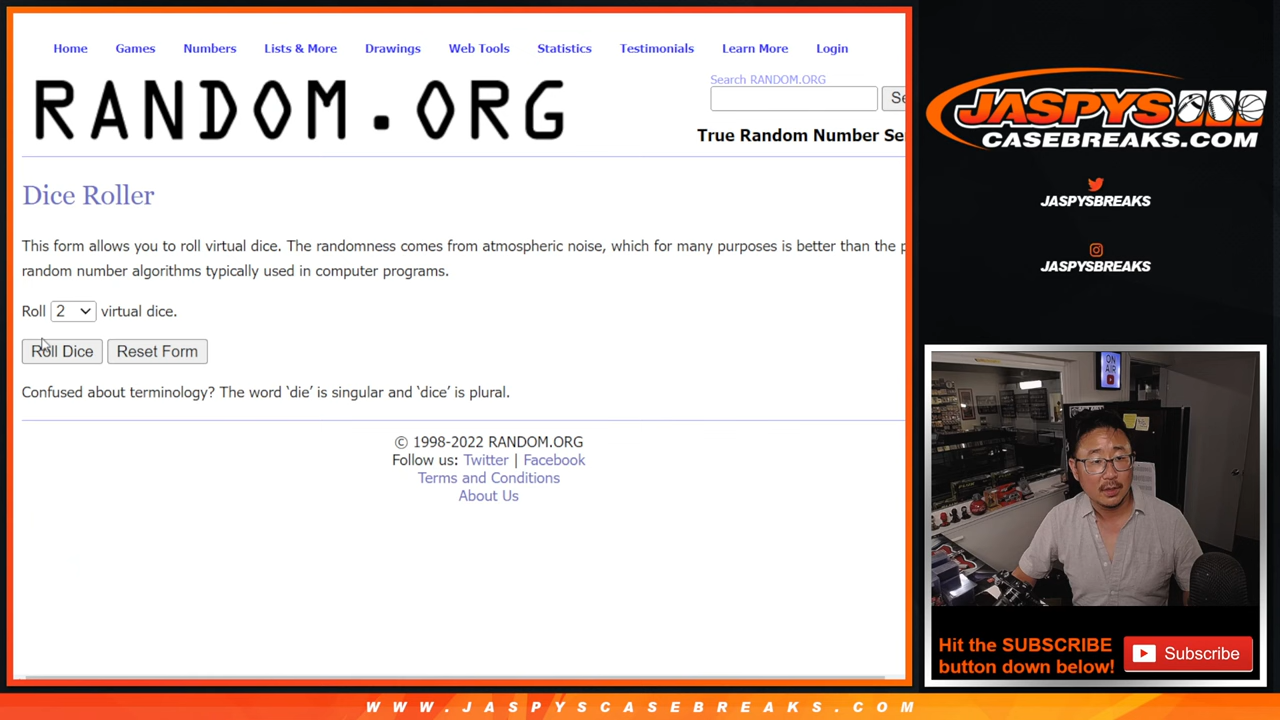 Home Games Numbers Lists & More Drawings Web Tools Statistics Testimonials Learn More Login
RANDOM.ORG
Search RANDOM.ORG
Se
True Random Number Se
Dice Roller
This form allows you to roll virtual dice. The randomness comes from atmospheric noise, which for many purposes is better than the p
random number algorithms typically used in computer programs.
Roll 2 virtual dice.
Roll Dice Reset Form
Confused about terminology? The word ‘die’ is singular and ‘dice’ is plural.
© 1998-2022 RANDOM.ORG
Follow us: Twitter | Facebook
Terms and Conditions
About Us
JASPYS
CASEBREAKS.COM
JASPYSBREAKS
JASPYSBREAKS
ON
AIR
Hit the SUBSCRIBE
button down below!
Subscribe
WWW.JASPYSCASEBREAKS.COM